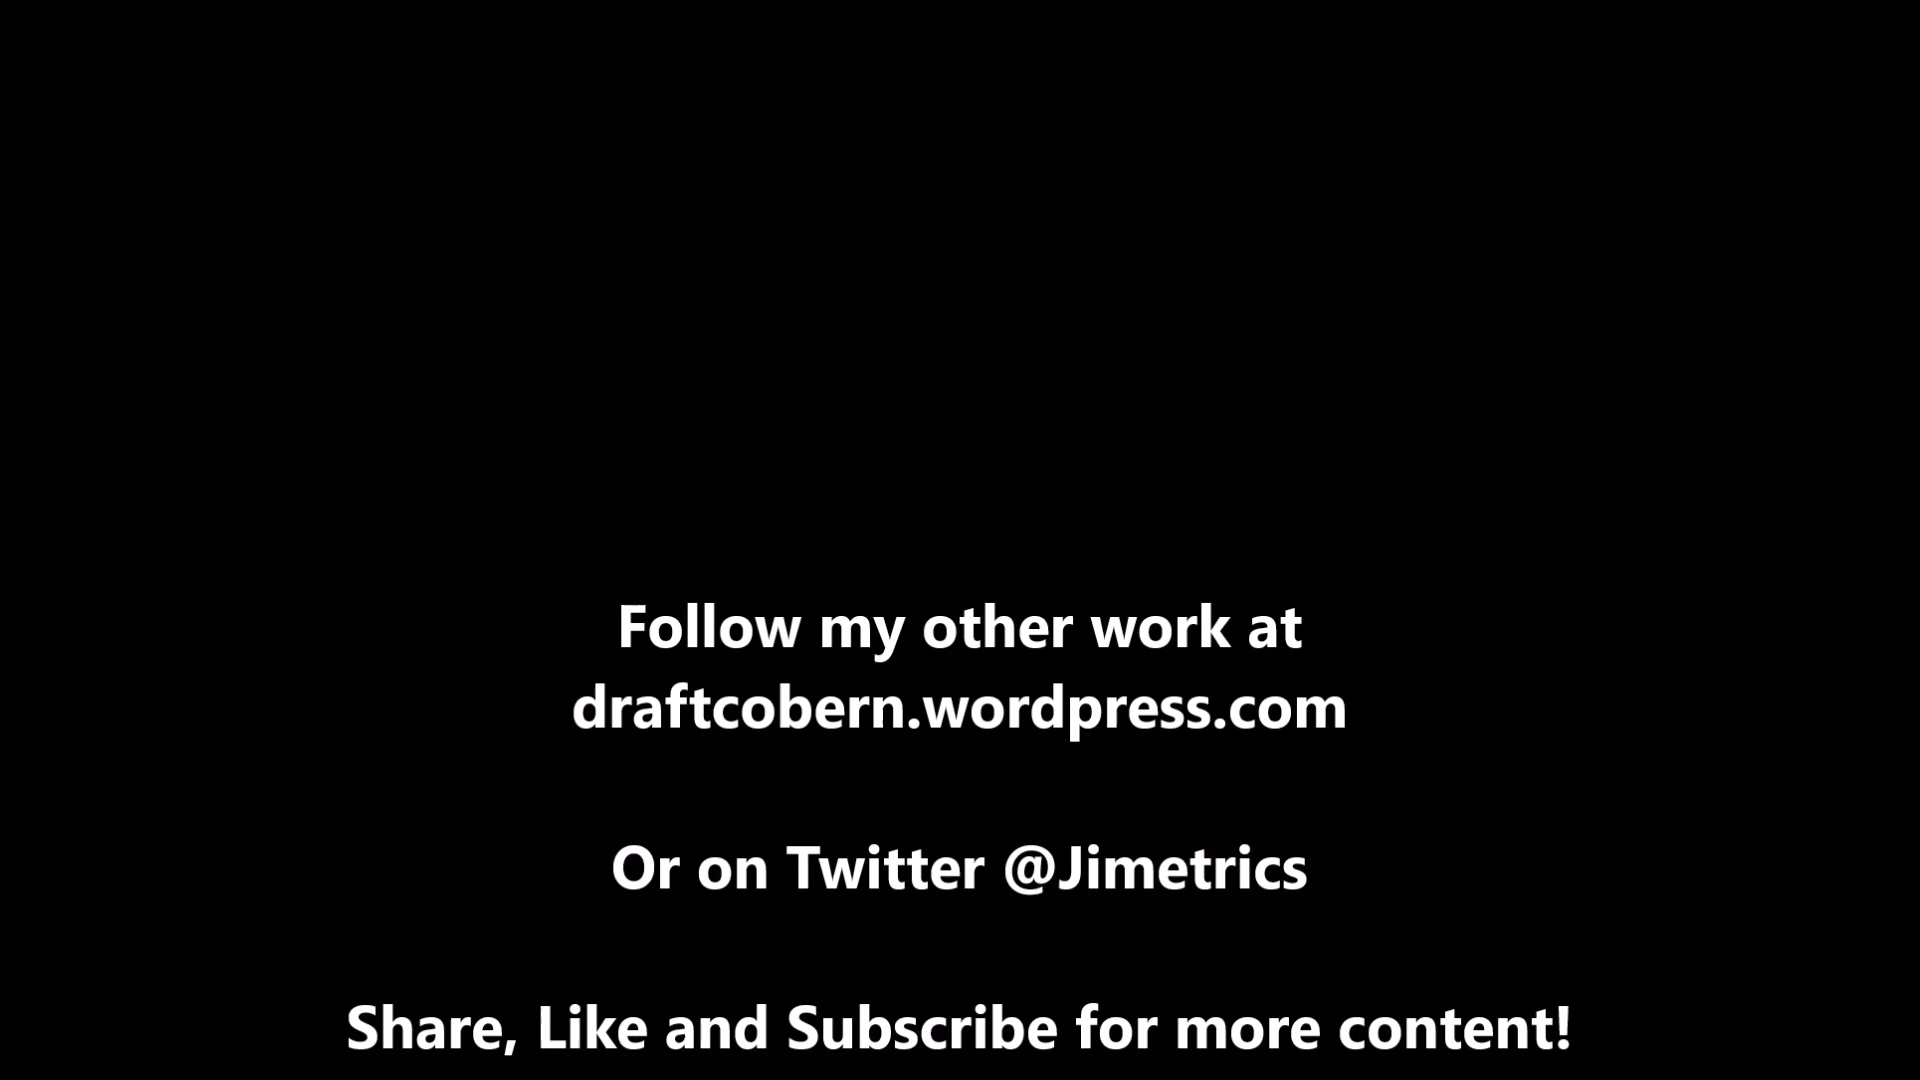 Follow my other work at
draftcobern.wordpress.com
Or on Twitter @Jimetrics
Share, Like and Subscribe for more content!